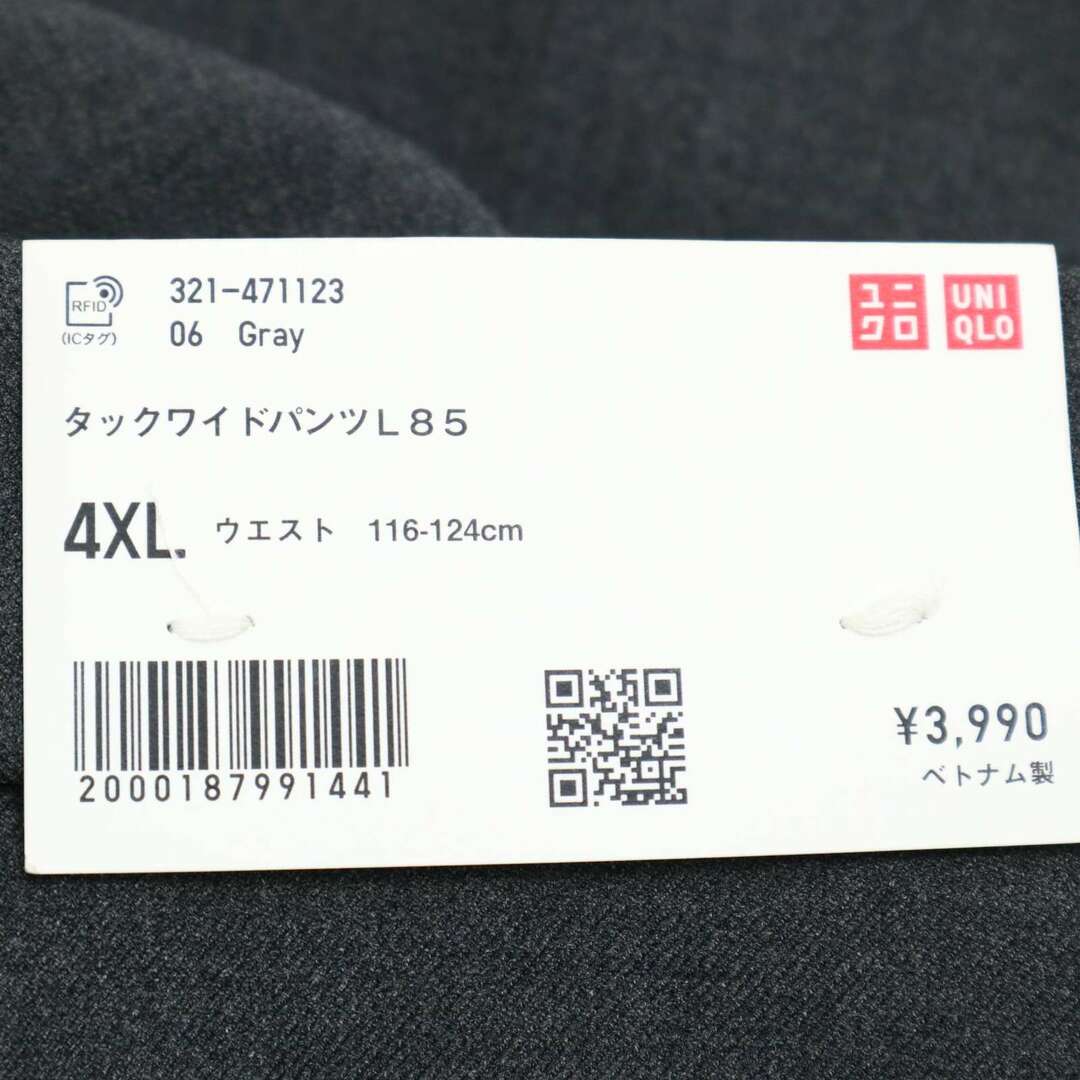 RFID
(ICタグ)
321-471123
06 Gray
ユニ
クロ
UNI
QLO
タックワイドパンツL85
4XL. ウエスト 116-124cm
2000187991441
¥3,990
ベトナム製